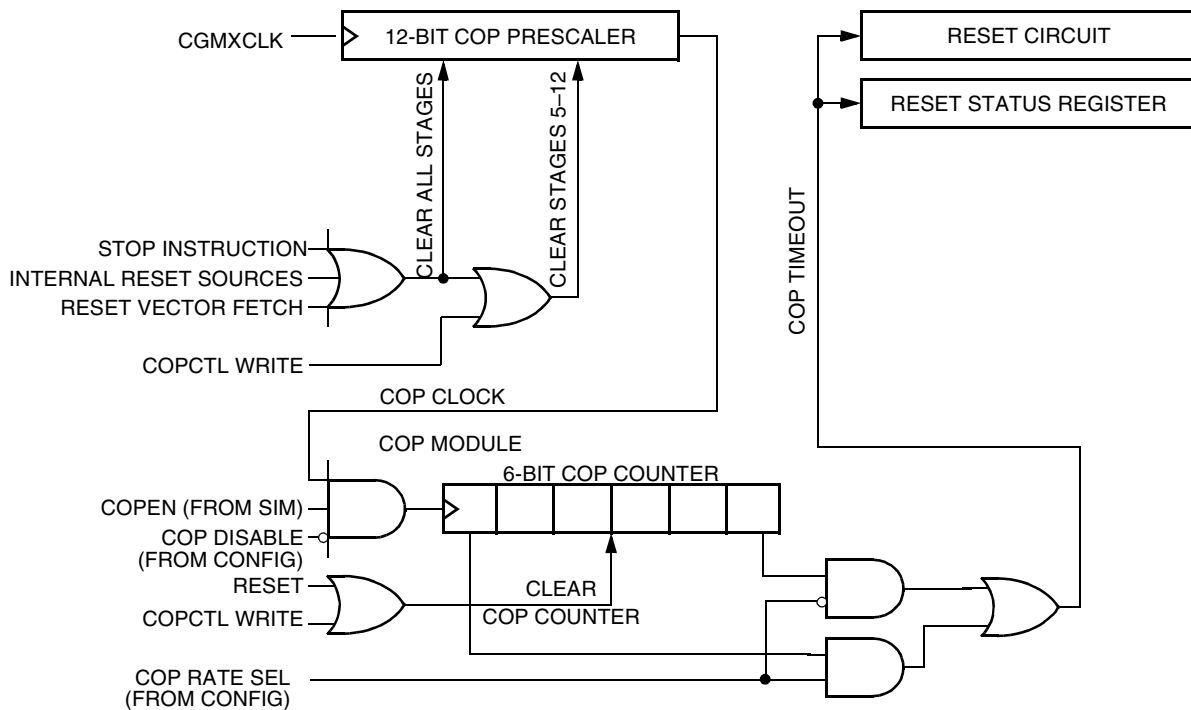 CGMXCLK
12-BIT COP PRESCALER
RESET CIRCUIT
RESET STATUS REGISTER
CLEAR ALL STAGES
CLEAR STAGES 5–12
COP TIMEOUT
STOP INSTRUCTION
INTERNAL RESET SOURCES
RESET VECTOR FETCH
COPCTL WRITE
COP CLOCK
COP MODULE
6-BIT COP COUNTER
COPEN (FROM SIM)
COP DISABLE
(FROM CONFIG)
RESET
COPCTL WRITE
CLEAR
COP COUNTER
COP RATE SEL
(FROM CONFIG)